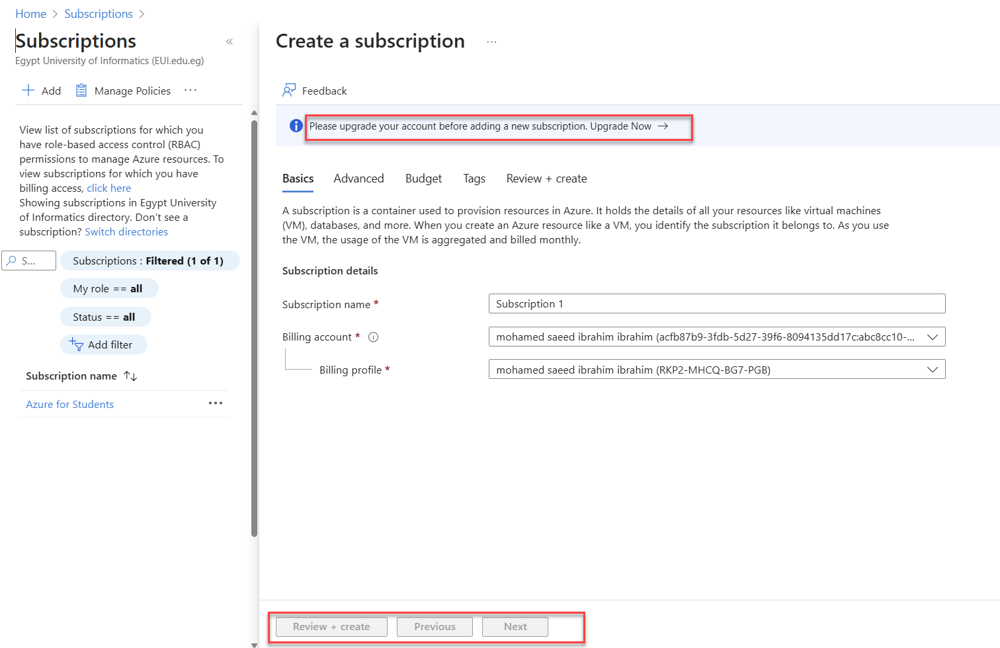 Home > Subscriptions >
Subscriptions
«
Egypt University of Informatics (EUI.edu.eg)
+ Add
Manage Policies
···
View list of subscriptions for which you
have role-based access control (RBAC)
permissions to manage Azure resources. To
view subscriptions for which you have
billing access, click here
Showing subscriptions in Egypt University
of Informatics directory. Don't see a
subscription? Switch directories
S...
Subscriptions : Filtered (1 of 1)
My role == all
Status == all
Add filter
Subscription name ↑↓
Azure for Students
···
Create a subscription
···
Feedback
Please upgrade your account before adding a new subscription. Upgrade Now →
Basics
Advanced
Budget
Tags
Review + create
A subscription is a container used to provision resources in Azure. It holds the details of all your resources like virtual machines
(VM), databases, and more. When you create an Azure resource like a VM, you identify the subscription it belongs to. As you use
the VM, the usage of the VM is aggregated and billed monthly.
Subscription details
Subscription name *
Subscription 1
Billing account *
mohamed saeed ibrahim ibrahim (acfb87b9-3fdb-5d27-39f6-8094135dd17c:abc8cc10-...
Billing profile *
mohamed saeed ibrahim ibrahim (RKP2-MHCQ-BG7-PGB)
Review + create
Previous
Next